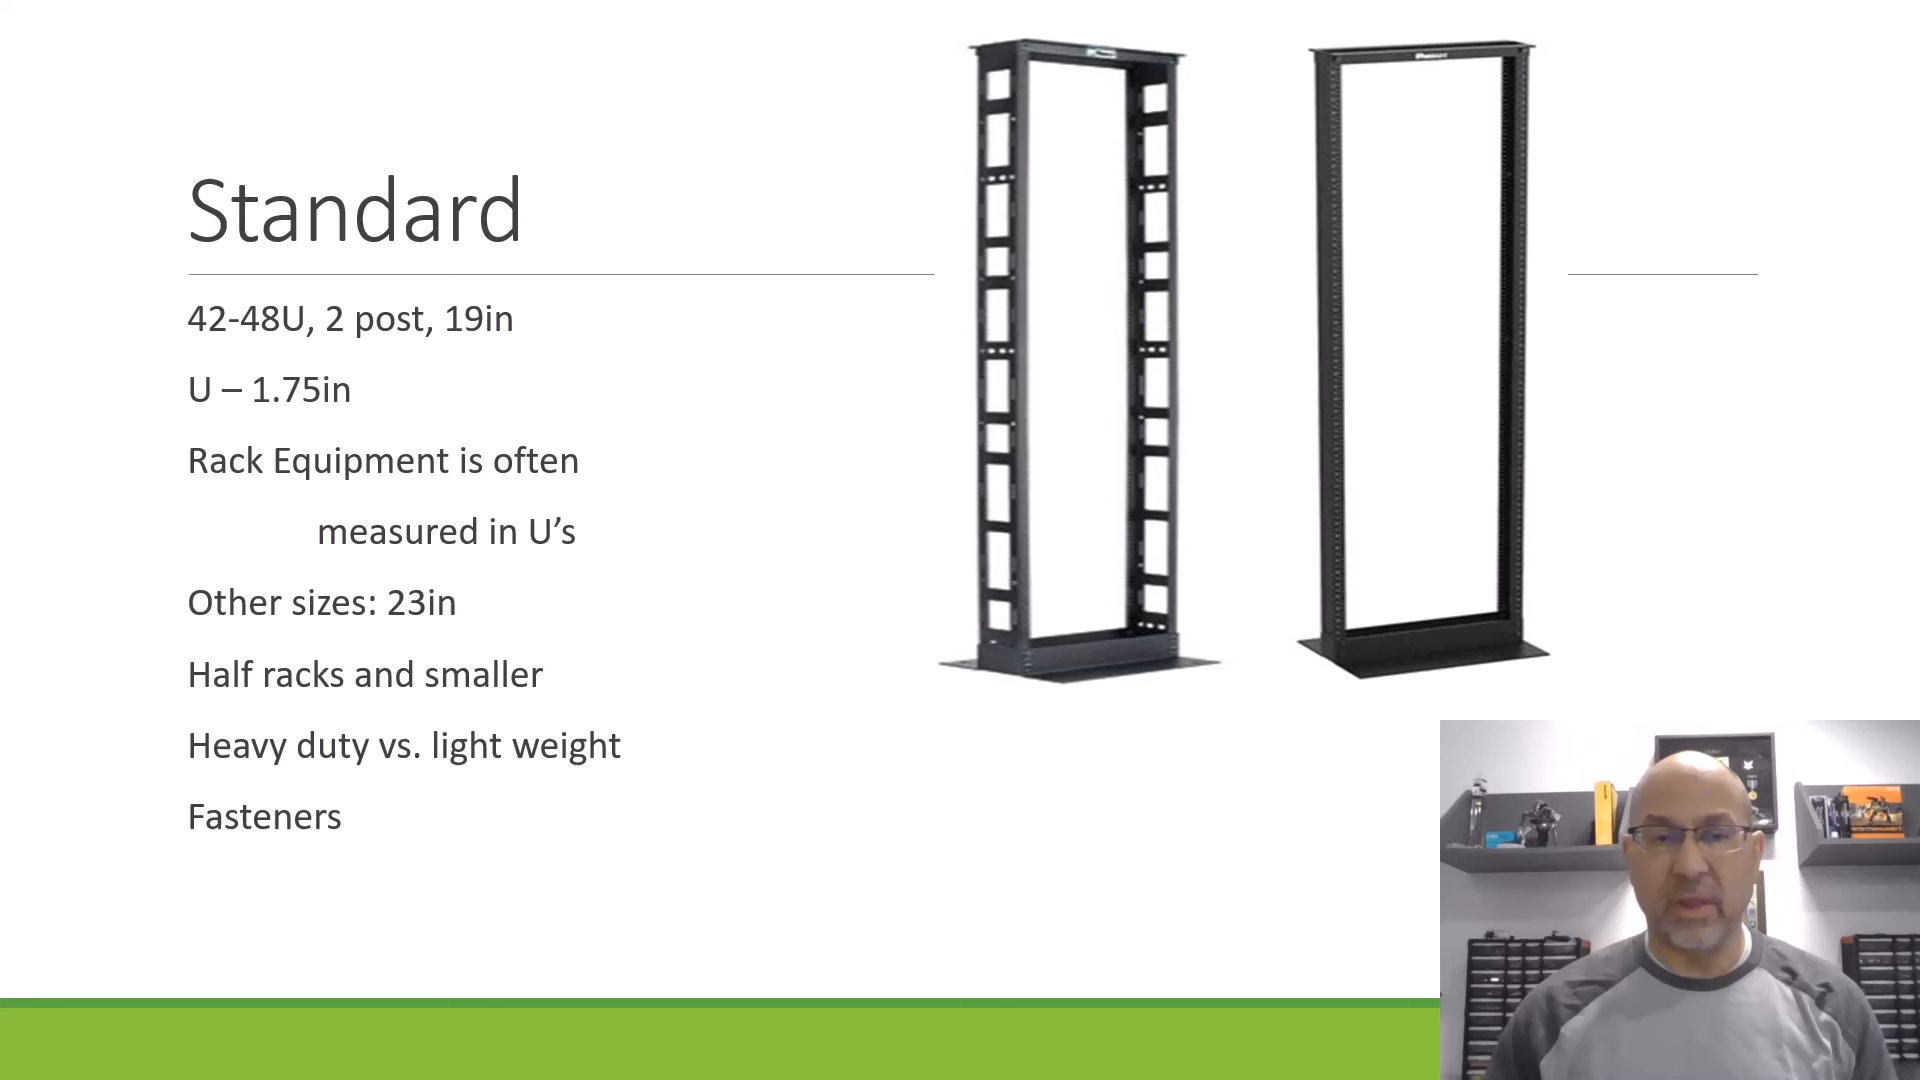 Standard
42-48U, 2 post, 19in
U – 1.75in
Rack Equipment is often
measured in U’s
Other sizes: 23in
Half racks and smaller
Heavy duty vs. light weight
Fasteners